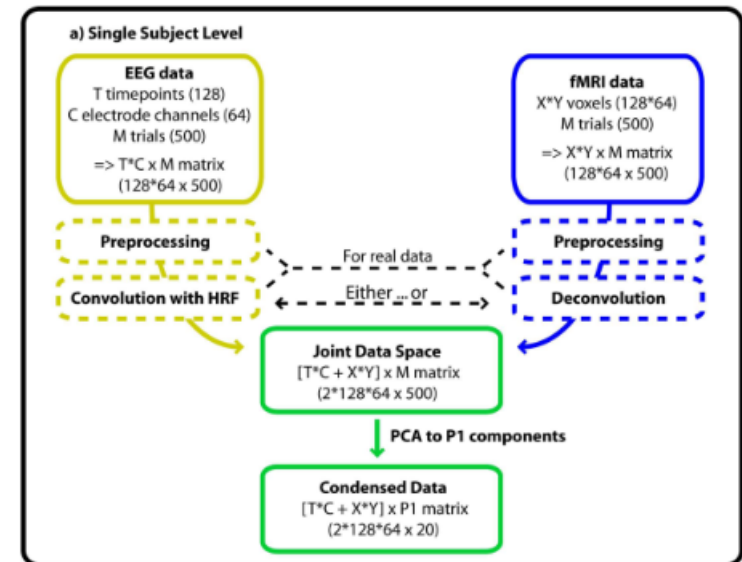 a) Single Subject Level
EEG data
T timepoints (128)
C electrode channels (64)
M trials (500)
=> T*C x M matrix
(128*64 x 500)
fMRI data
X*Y voxels (128*64)
M trials (500)
=> X*Y x M matrix
(128*64 x 500)
Preprocessing
For real data
Preprocessing
Convolution with HRF
Either ... or
Deconvolution
Joint Data Space
[T*C + X*Y] x M matrix
(2*128*64 x 500)
PCA to P1 components
Condensed Data
[T*C + X*Y] x P1 matrix
(2*128*64 x 20)